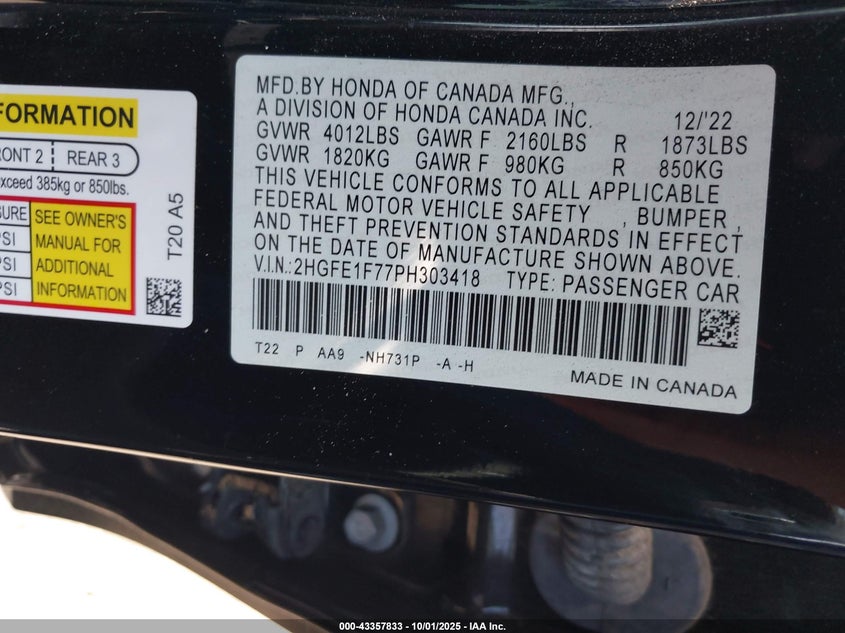 FORMATION
RONT 2 REAR 3
exceed 385kg or 850lbs.
SURE
PSI
PSI
PSI
SEE OWNER'S
MANUAL FOR
ADDITIONAL
INFORMATION
T20 A5
MFD.BY HONDA OF CANADA MFG.,
A DIVISION OF HONDA CANADA INC. 12/'22
GVWR 4012LBS GAWR F 2160LBS R 1873LBS
GVWR 1820KG GAWR F 980KG R 850KG
THIS VEHICLE CONFORMS TO ALL APPLICABLE
FEDERAL MOTOR VEHICLE SAFETY , BUMPER ,
AND THEFT PREVENTION STANDARDS IN EFFECT
ON THE DATE OF MANUFACTURE SHOWN ABOVE.
V.I.N.:2HGFE1F77PH303418 TYPE: PASSENGER CAR
T22 P AA9 -NH731P -A -H
MADE IN CANADA
000-43357833 - 10/01/2025 - IAA Inc.